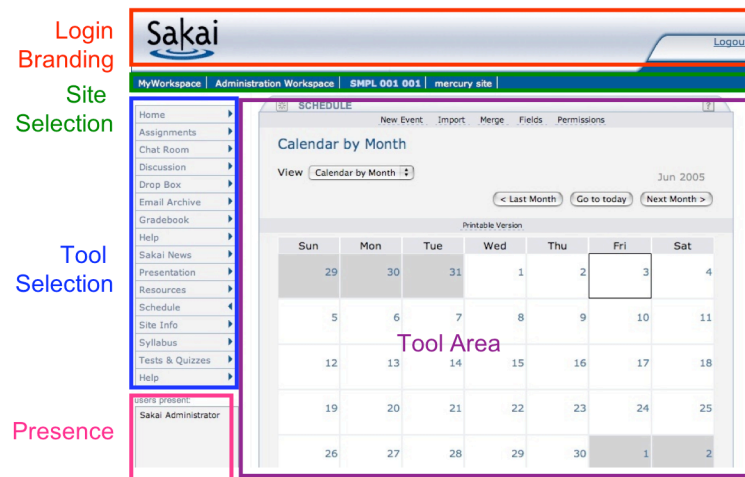 Login
Branding
Sakai
Logou
Site
Selection
MyWorkspace | Administration Workspace | SMPL 001 001 | mercury site |
SCHEDULE ?
New Event Import Merge Fields Permissions
Calendar by Month
View Calendar by Month
Jun 2005
< Last Month Go to today Next Month >
Printable Version
Sun Mon Tue Wed Thu Fri Sat
29 30 31 1 2 3 4
5 6 7 8 9 10 11
12 13 14 15 16 17 18
19 20 21 22 23 24 25
26 27 28 29 30 1 2
Tool Area
Tool
Selection
Home
Assignments
Chat Room
Discussion
Drop Box
Email Archive
Gradebook
Help
Sakai News
Presentation
Resources
Schedule
Site Info
Syllabus
Tests & Quizzes
Help
Presence
users present:
Sakai Administrator